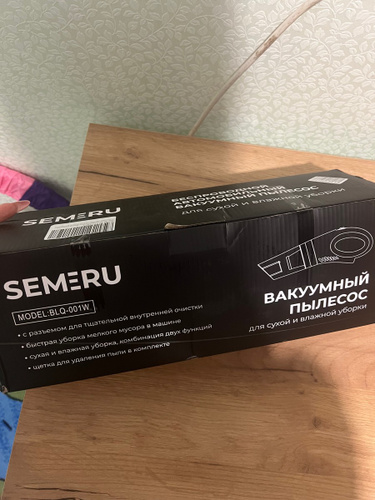 SEMERU
БЕСПРОВОДНОЙ
АВТОМОБИЛЬНЫЙ
ВАКУУМНЫЙ ПЫЛЕСОС
для сухой и влажной уборки
SEMERU
MODEL:BLQ-001W
• с разъемом для тщательной внутренней очистки
• быстрая уборка мелкого мусора в машине
• сухая и влажная уборка, комбинация двух функций
• щетка для удаления пыли в комплекте
ВАКУУМНЫЙ
ПЫЛЕСОС
для сухой и влажной уборки